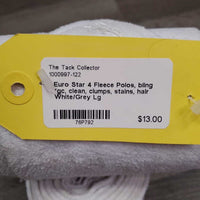 The Tack Collector
1000997-122
Euro Star 4 Fleece Polos, bling
*gc, clean, clumps, stains, hair
White/Grey Lg
$13.00
76P792